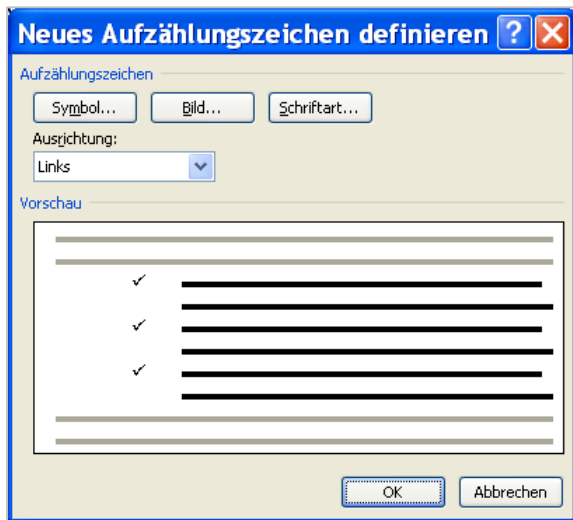 Neues Aufzählungszeichen definieren ?
Aufzählungszeichen
Symbol... Bild... Schriftart...
Ausrichtung:
Links
Vorschau
OK Abbrechen